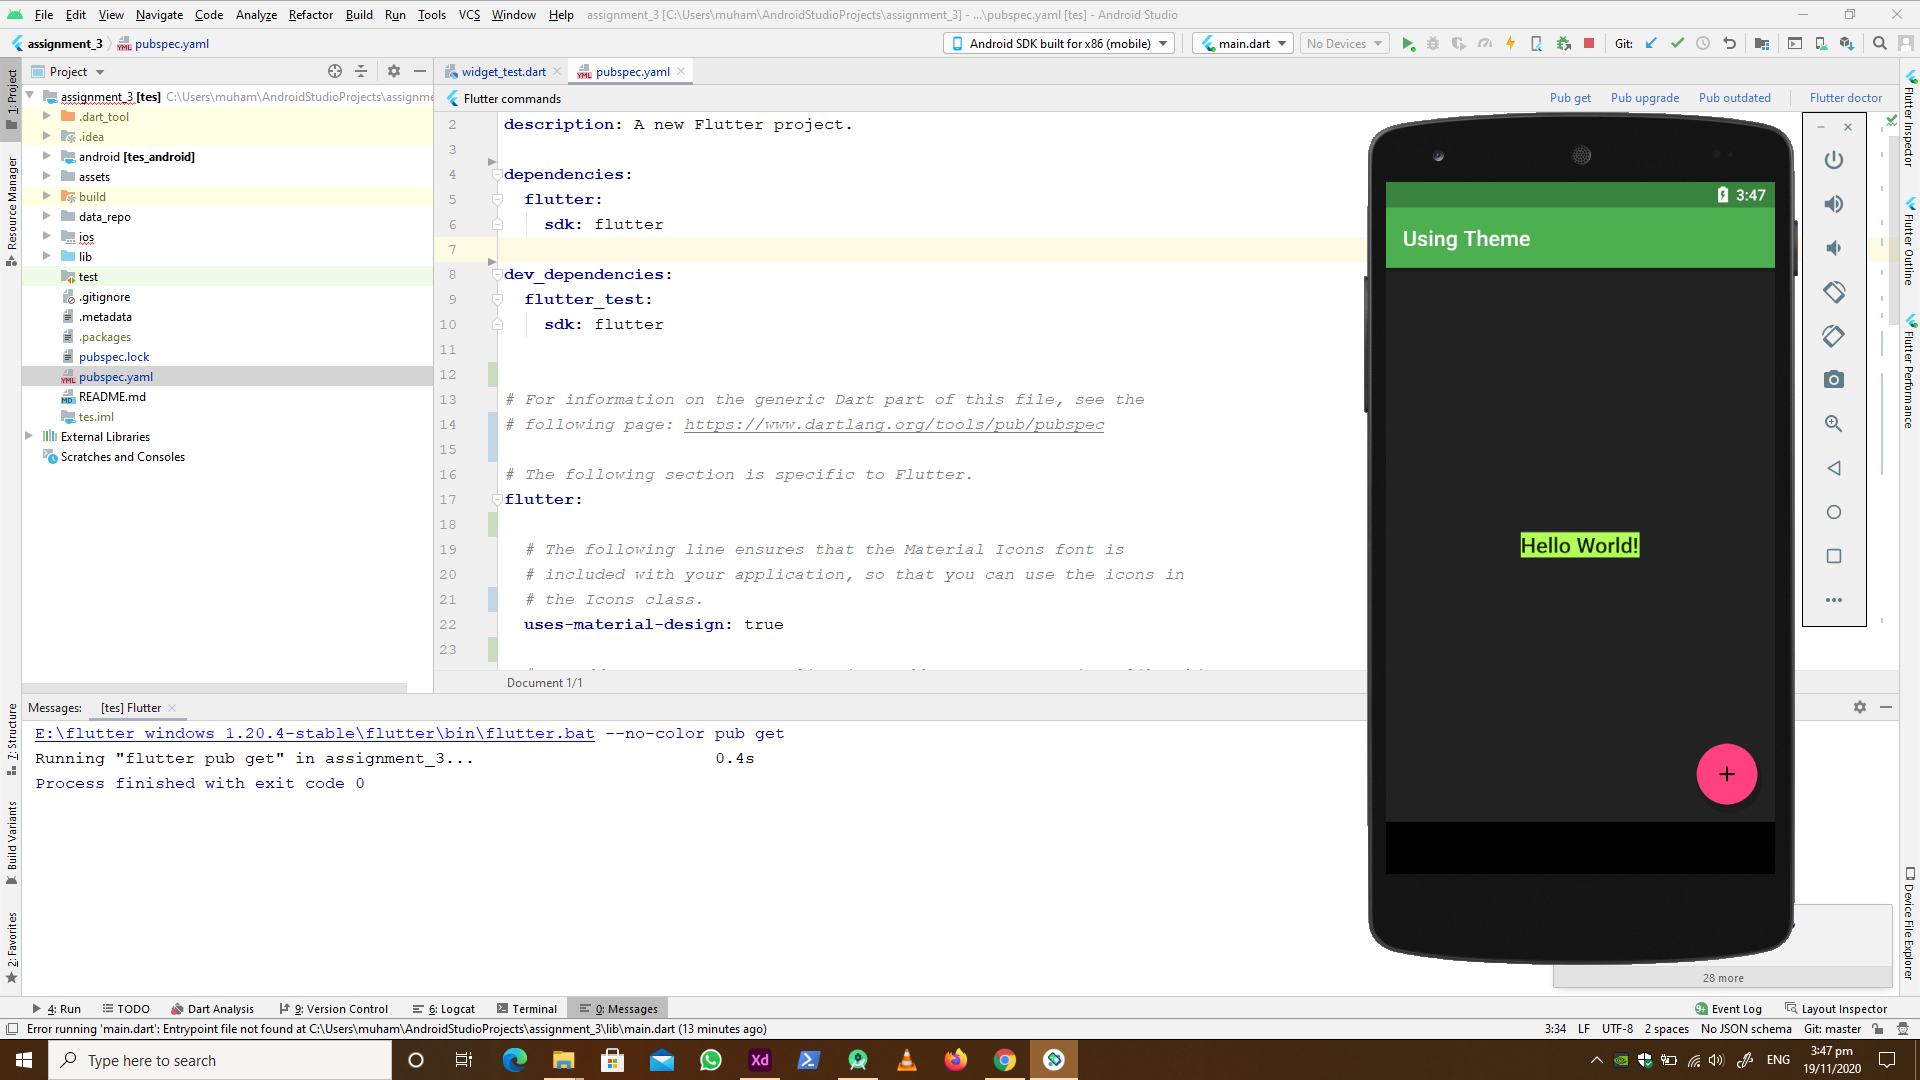 File Edit View Navigate Code Analyze Refactor Build Run Tools VCS Window Help assignment_3 [C:\Users\muham\AndroidStudioProjects\assignment_3] - ...\pubspec.yaml [tes] - Android Studio
assignment_3 pubspec.yaml
Android SDK built for x86 (mobile) main.dart No Devices Git:
Project
widget_test.dart pubspec.yaml
assignment_3 [tes] C:\Users\muham\AndroidStudioProjects\assignme
.dart_tool
.idea
android [tes_android]
assets
build
data_repo
ios
lib
test
.gitignore
.metadata
.packages
pubspec.lock
pubspec.yaml
README.md
tes.iml
External Libraries
Scratches and Consoles
1: Project
Resource Manager
7: Structure
Build Variants
2: Favorites
Flutter commands
Pub get Pub upgrade Pub outdated Flutter doctor
2 description: A new Flutter project.
3
4 dependencies:
5 flutter:
6 sdk: flutter
7
8 dev_dependencies:
9 flutter_test:
10 sdk: flutter
11
12
13 # For information on the generic Dart part of this file, see the
14 # following page: https://www.dartlang.org/tools/pub/pubspec
15
16 # The following section is specific to Flutter.
17 flutter:
18
19 # The following line ensures that the Material Icons font is
20 # included with your application, so that you can use the icons in
21 # the Icons class.
22 uses-material-design: true
23
Document 1/1
3:47
Using Theme
Hello World!
+
Flutter Inspector
Flutter Outline
Flutter Performance
Device File Explorer
Messages: [tes] Flutter
E:\flutter_windows_1.20.4-stable\flutter\bin\flutter.bat --no-color pub get
Running "flutter pub get" in assignment_3... 0.4s
Process finished with exit code 0
28 more
4: Run TODO Dart Analysis 9: Version Control 6: Logcat Terminal 0: Messages Event Log Layout Inspector
Error running 'main.dart': Entrypoint file not found at C:\Users\muham\AndroidStudioProjects\assignment_3\lib\main.dart (13 minutes ago) 3:34 LF UTF-8 2 spaces No JSON schema Git: master
Type here to search
Xd
ENG
3:47 pm
19/11/2020